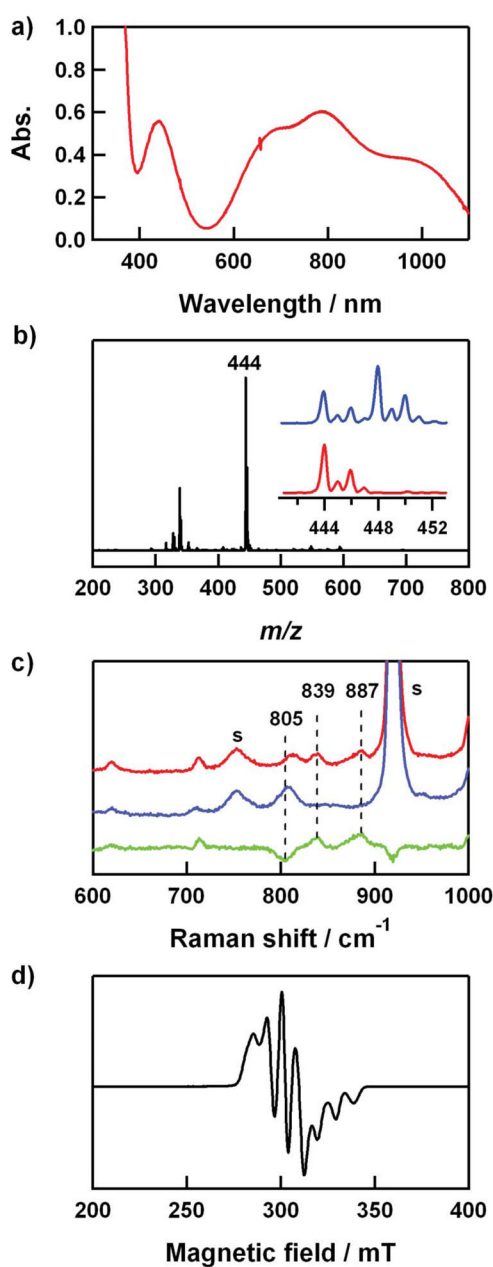 a)
1.0
0.8
0.6
0.4
0.2
0.0
Abs.
400 600 800 1000
Wavelength / nm
b)
444
444 448 452
200 300 400 500 600 700 800
m/z
c)
805 839 887
s s
600 700 800 900 1000
Raman shift / cm-1
d)
200 250 300 350 400
Magnetic field / mT